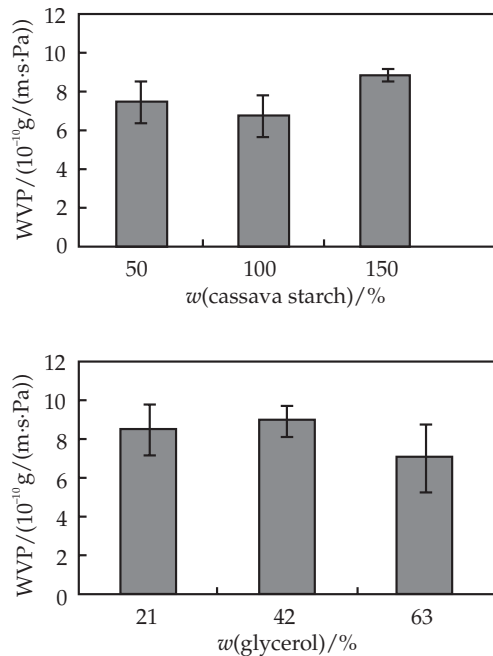 12
10
8
6
4
2
0
WVP/(10⁻¹⁰g/(m·s·Pa))
50 100 150
w(cassava starch)/%
12
10
8
6
4
2
0
WVP/(10⁻¹⁰g/(m·s·Pa))
21 42 63
w(glycerol)/%